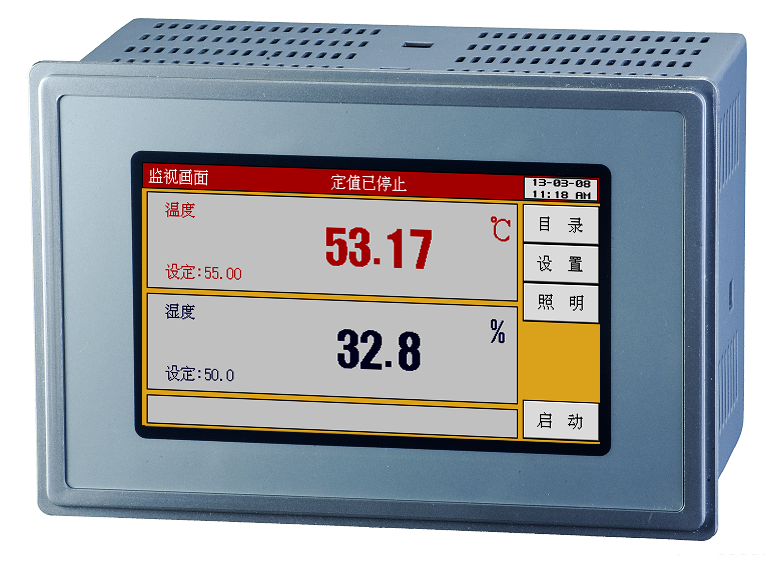 监视画面 定值已停止 13-03-08
11:18 AM
温度
℃
53.17
设定:55.00
湿度
%
32.8
设定:50.0
目 录
设 置
照 明
启 动